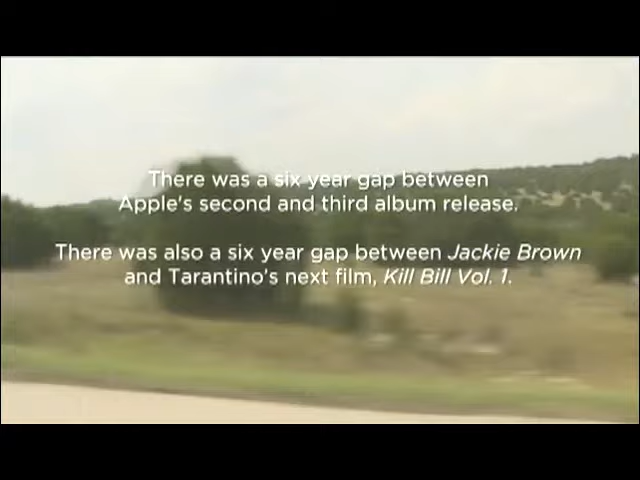 There was a six year gap between
Apple's second and third album release.
There was also a six year gap between Jackie Brown
and Tarantino's next film, Kill Bill Vol. 1.